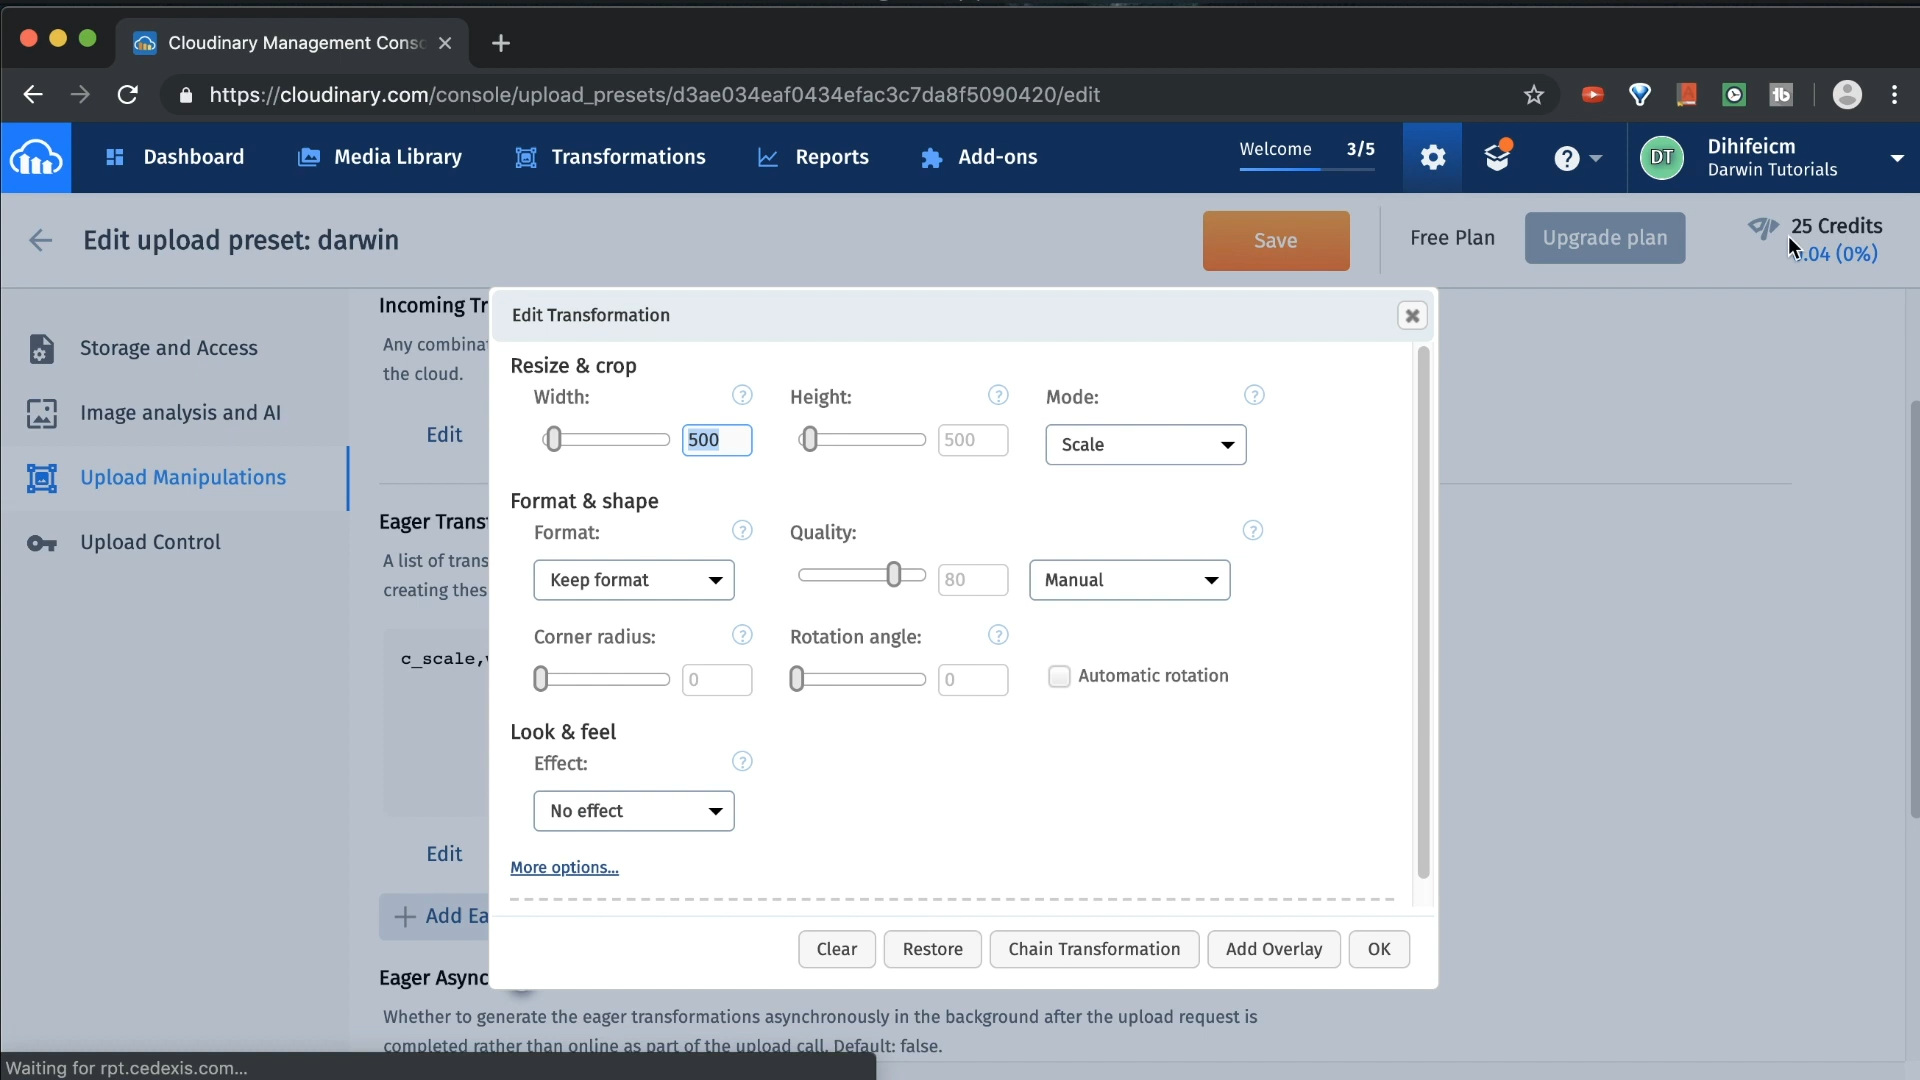 Cloudinary Management Conso
https://cloudinary.com/console/upload_presets/d3ae034eaf0434efac3c7da8f5090420/edit
Dashboard
Media Library
Transformations
Reports
Add-ons
Welcome 3/5
DT
Dihifeicm
Darwin Tutorials
Edit upload preset: darwin
Save
Free Plan
Upgrade plan
25 Credits
.04 (0%)
Storage and Access
Image analysis and AI
Upload Manipulations
Upload Control
Incoming Tr
Any combina
the cloud.
Edit
Eager Trans
A list of trans
creating thes
c_scale,
Edit
Add Ea
Eager Async
Whether to generate the eager transformations asynchronously in the background after the upload request is
completed rather than online as part of the upload call. Default: false.
Edit Transformation
Resize & crop
Width: ? Height: ? Mode: ?
500 500 Scale
Format & shape
Format: ? Quality: ?
Keep format 80 Manual
Corner radius: ? Rotation angle: ?
0 0 Automatic rotation
Look & feel
Effect: ?
No effect
More options...
Clear
Restore
Chain Transformation
Add Overlay
OK
Waiting for rpt.cedexis.com...